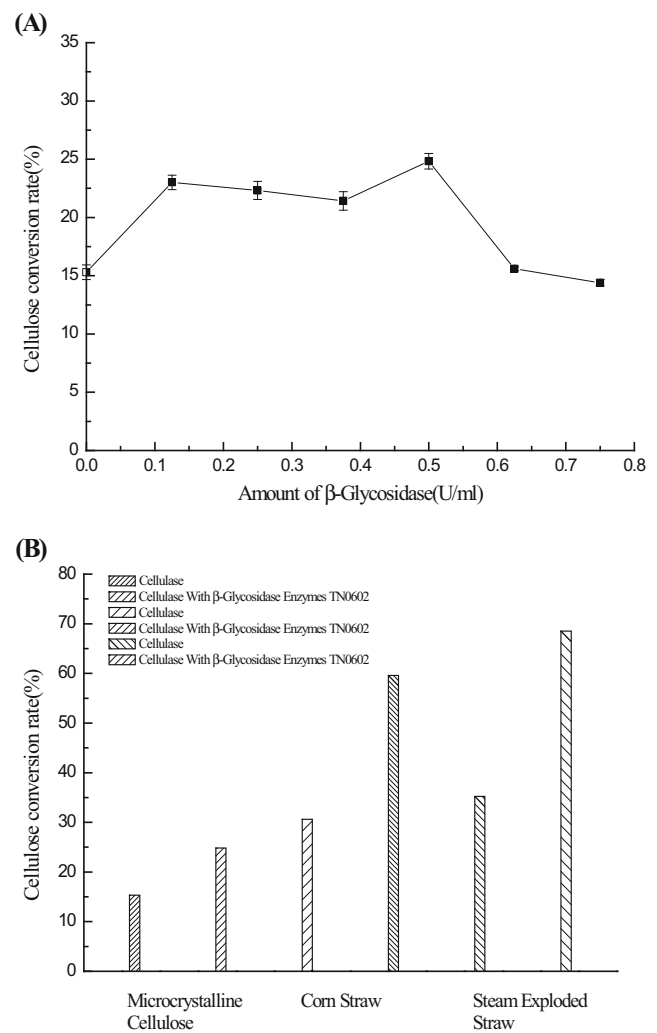 (A)
35
30
25
20
15
10
5
0
0.0 0.1 0.2 0.3 0.4 0.5 0.6 0.7 0.8
Cellulose conversion rate(%)
Amount of β-Glycosidase(U/ml)
(B)
80
70
60
50
40
30
20
10
0
Cellulose conversion rate(%)
Cellulase
Cellulase With β-Glycosidase Enzymes TN0602
Cellulase
Cellulase With β-Glycosidase Enzymes TN0602
Cellulase
Cellulase With β-Glycosidase Enzymes TN0602
Microcrystalline
Cellulose
Corn Straw
Steam Exploded
Straw